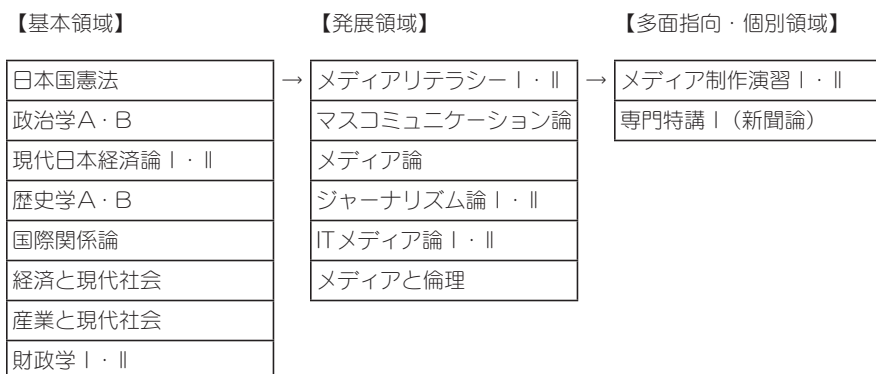 【基本領域】
日本国憲法
政治学A・B
現代日本経済論Ⅰ・Ⅱ
歴史学A・B
国際関係論
経済と現代社会
産業と現代社会
財政学Ⅰ・Ⅱ
→
【発展領域】
メディアリテラシーⅠ・Ⅱ
マスコミュニケーション論
メディア論
ジャーナリズム論Ⅰ・Ⅱ
ITメディア論Ⅰ・Ⅱ
メディアと倫理
→
【多面指向・個別領域】
メディア制作演習Ⅰ・Ⅱ
専門特講Ⅰ（新聞論）